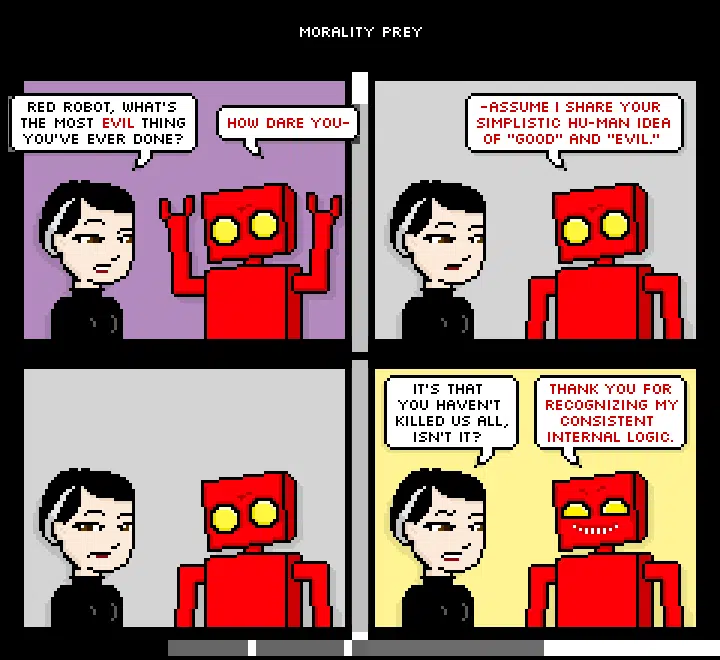 MORALITY PREY
RED ROBOT, WHAT'S
THE MOST EVIL THING
YOU'VE EVER DONE?
HOW DARE YOU-
-ASSUME I SHARE YOUR
SIMPLISTIC HU-MAN IDEA
OF "GOOD" AND "EVIL."
IT'S THAT
YOU HAVEN'T
KILLED US ALL,
ISN'T IT?
THANK YOU FOR
RECOGNIZING MY
CONSISTENT
INTERNAL LOGIC.